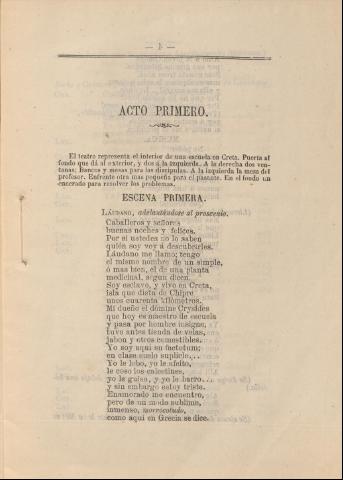 ACTO PRIMERO.
El teatro representa el interior de una escuela en Creta. Puerta al
fondo que dá al exterior, y dos á la izquierda. A la derecha dos ven-
tanas; Bancos y mesas para las discipulas. A la izquierda la mesa del
profesor. Enfrente otra mas pequeña para el pasante. En el fondo un
encerado para resolver los problemas.
ESCENA PRIMERA.
LÁUDANO, adelantándose al proscenio.
Caballeros y señores
buenas noches y felices.
Por si ustedes no lo saben
quién soy voy á descubrirles.
Láudano me llamo; tengo
el mismo nombre de un simple,
ó mas bien, el de una planta
medicinal, segun dicen.
Soy esclavo, y vivo en Creta,
isla que dista de Chipre
unos cuarenta kilómetros.
Mi dueño el dómine Cryddes
que hoy es maestro de escuela
y pasa por hombre insigne,
tuvo antes tienda de velas,
jabon y otros comestibles.
Yo soy aquí su factotum;
en clase suelo suplirle,...
Yo le lebo, yo le afeito,
le coso los calcetines,
yo le guiso, y yo le barro...
y sin embargo estoy triste.
Enamorado me encuentro,
pero de un modo sublime,
inmenso, morrocotudo,
como aquí en Grecia se dice.